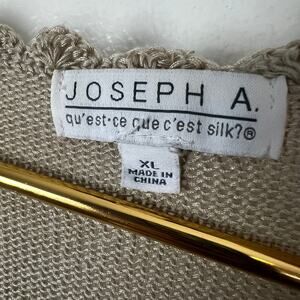 JOSEPH A.
qu'est-ce que c'est silk?®
XL
MADE IN
CHINA